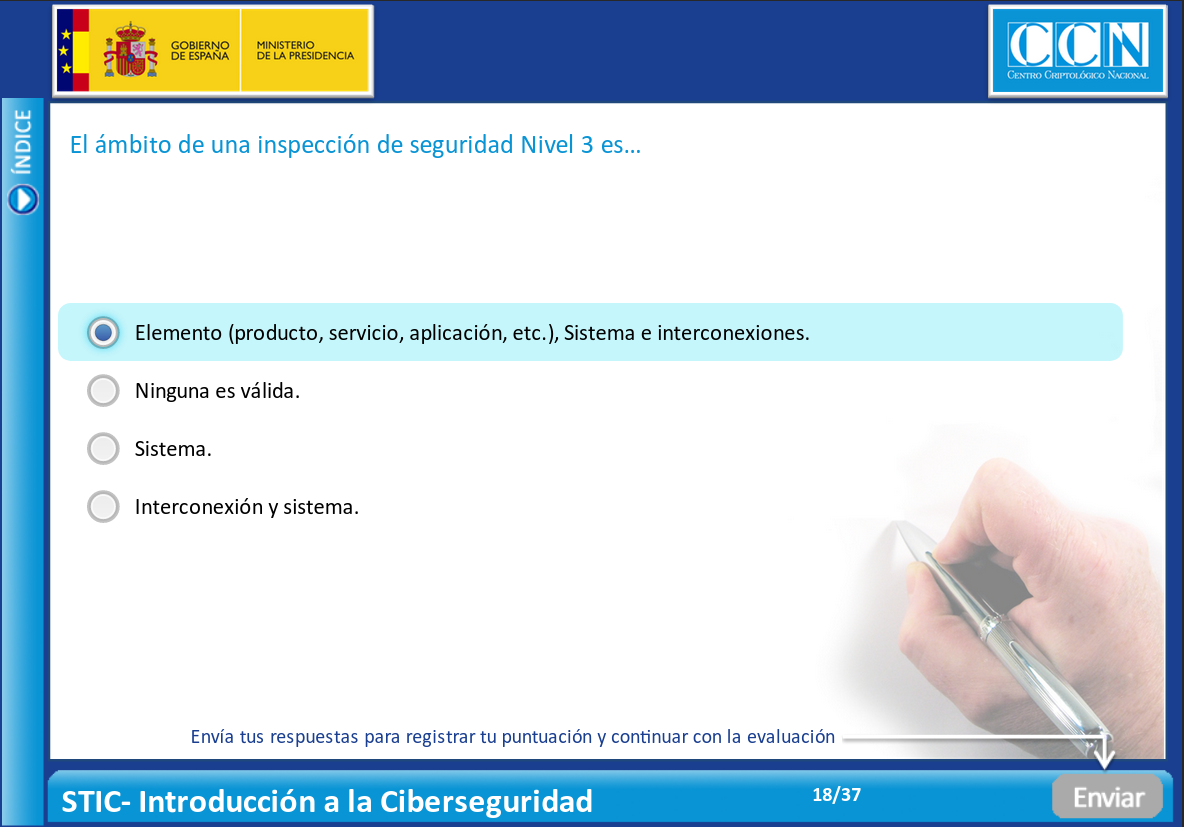 GOBIERNO
DE ESPAÑA
MINISTERIO
DE LA PRESIDENCIA
CCN
CENTRO CRIPTOLÓGICO NACIONAL
ÍNDICE
El ámbito de una inspección de seguridad Nivel 3 es...
Elemento (producto, servicio, aplicación, etc.), Sistema e interconexiones.
Ninguna es válida.
Sistema.
Interconexión y sistema.
Envía tus respuestas para registrar tu puntuación y continuar con la evaluación
STIC- Introducción a la Ciberseguridad
18/37
Enviar